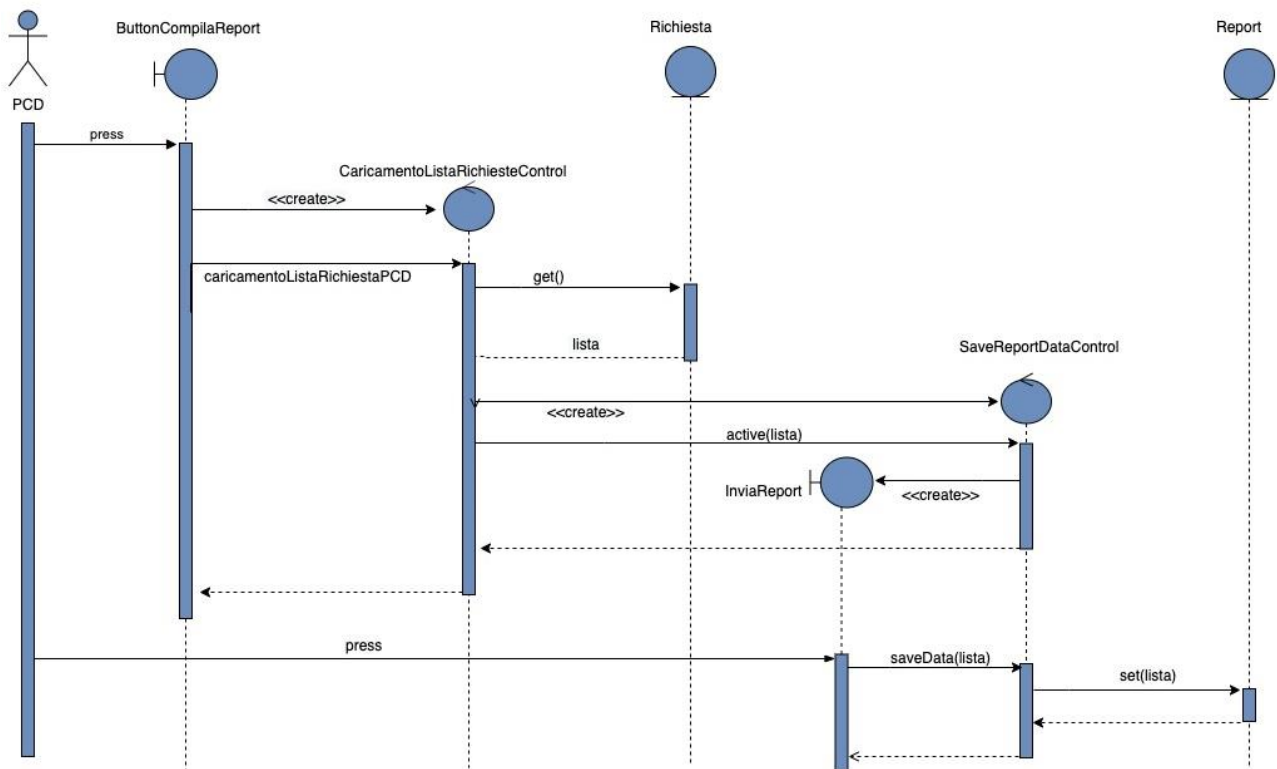 ButtonCompilaReport
Richiesta
Report
PCD
press
CaricamentoListaRichiesteControl
<<create>>
caricamentoListaRichiestaPCD
get()
lista
SaveReportDataControl
<<create>>
active(lista)
InviaReport
<<create>>
press
saveData(lista)
set(lista)